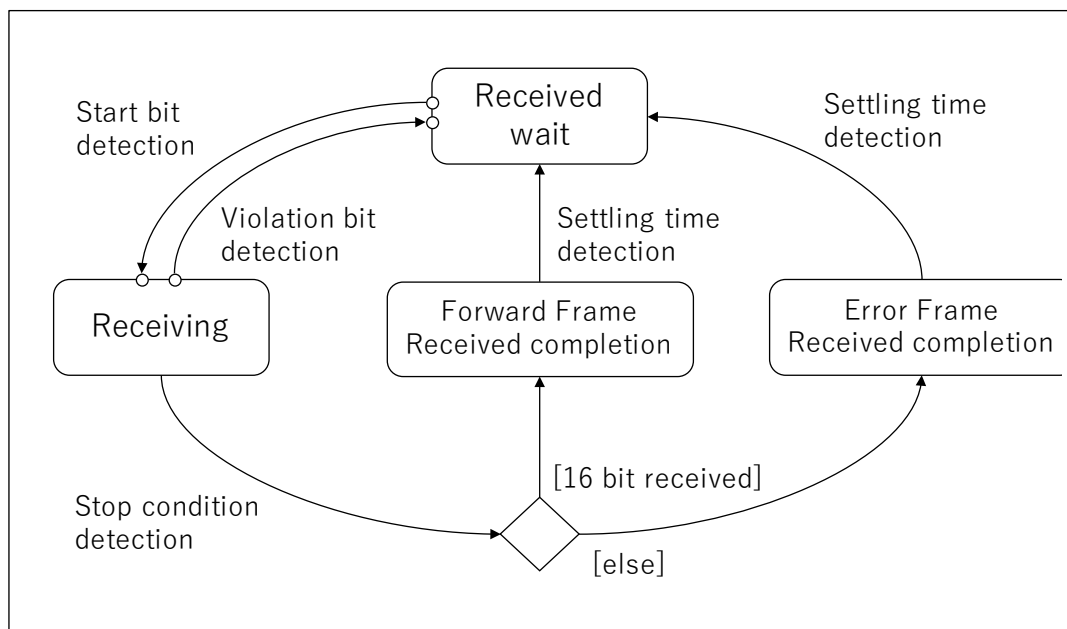 Received
wait
Start bit
detection
Settling time
detection
Violation bit
detection
Settling time
detection
Receiving
Forward Frame
Received completion
Error Frame
Received completion
[16 bit received]
Stop condition
detection
[else]